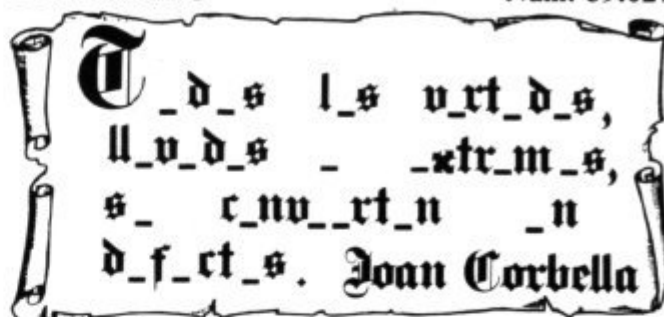 T_d_s l_s v_rt_d_s,
ll_v_d_s _ _xtr_m_s,
s_ c_nv__rt_n _n
d_f_ct_s. Joan Corbella